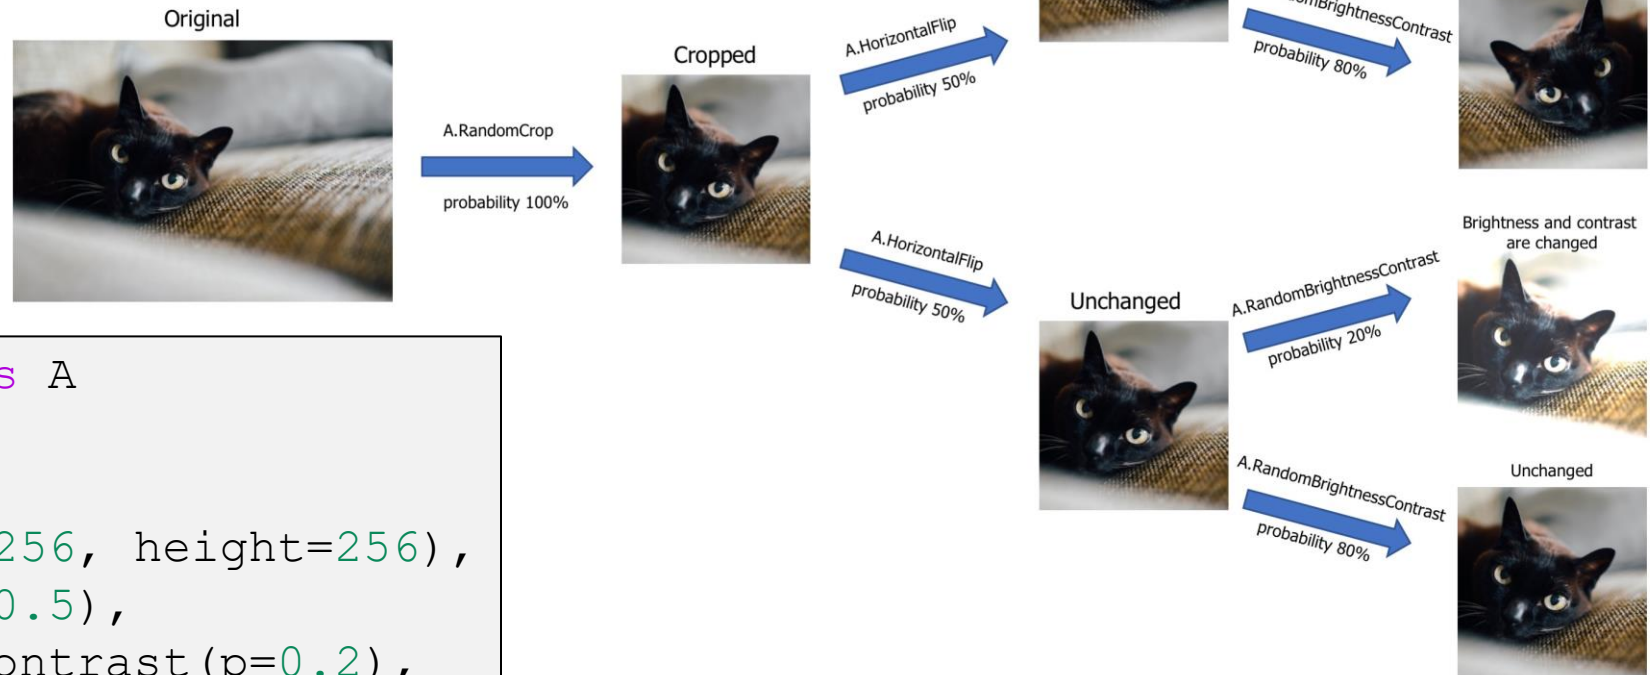 Original
A.RandomCrop
probability 100%
Cropped
A.HorizontalFlip
probability 50%
probability 80%
A.HorizontalFlip
probability 50%
Unchanged
Brightness and contrast
are changed
A.RandomBrightnessContrast
probability 20%
A.RandomBrightnessContrast
probability 80%
Unchanged
s A
256, height=256),
0.5),
ontrast(p=0.2),